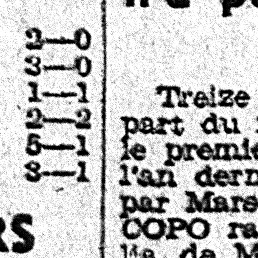 2—0
3—0
1—1
2—2
5—1
3—1
RS
Treize
part du
le premie
l'an dern
par Mars
COPO ra